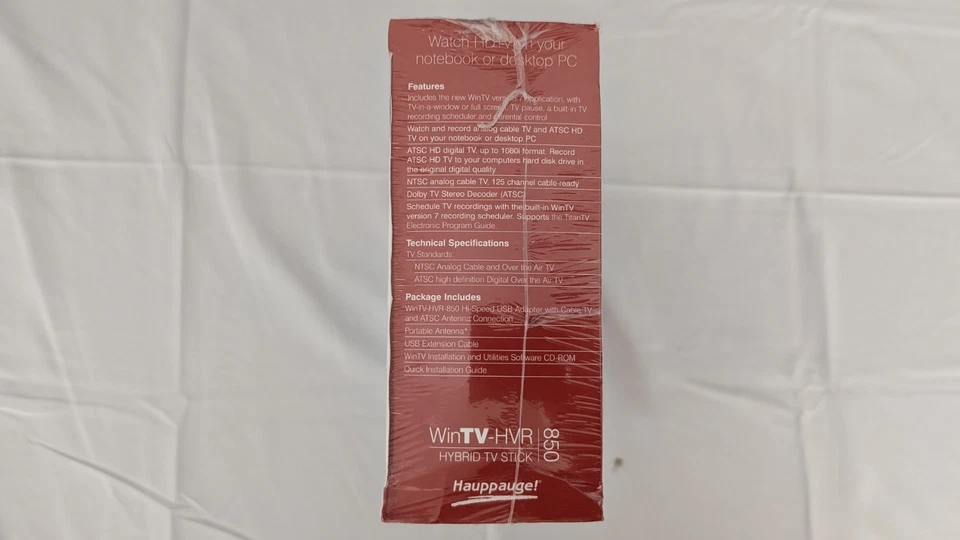 Watch HDTV on your
notebook or desktop PC
Features
Includes the new WinTV version 7 application, with
TV-in-a-window or full screen, TV pause, a built-in TV
recording scheduler and parental control
Watch and record analog cable TV and ATSC HD
TV on your notebook or desktop PC
ATSC HD digital TV, up to 1080i format. Record
ATSC HD TV to your computers hard disk drive in
the original digital quality
NTSC analog cable TV, 125 channel cable-ready
Dolby TV Stereo Decoder (ATSC)
Schedule TV recordings with the built-in WinTV
version 7 recording scheduler. Supports the TitanTV
Electronic Program Guide.
Technical Specifications
TV Standards:
NTSC Analog Cable and Over the Air TV
ATSC high definition Digital Over the Air TV
Package Includes
WinTV-HVR-850 Hi-Speed USB Adapter with Cable TV
and ATSC Antenna Connection
Portable Antenna*
USB Extension Cable
WinTV Installation and Utilities Software CD-ROM
Quick Installation Guide
WinTV-HVR 850
HYBRID TV STICK
Hauppauge!